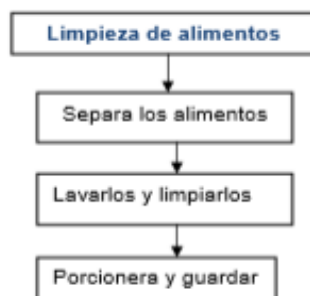 Limpieza de alimentos
Separa los alimentos
Lavarlos y limpiarlos
Porcionera y guardar